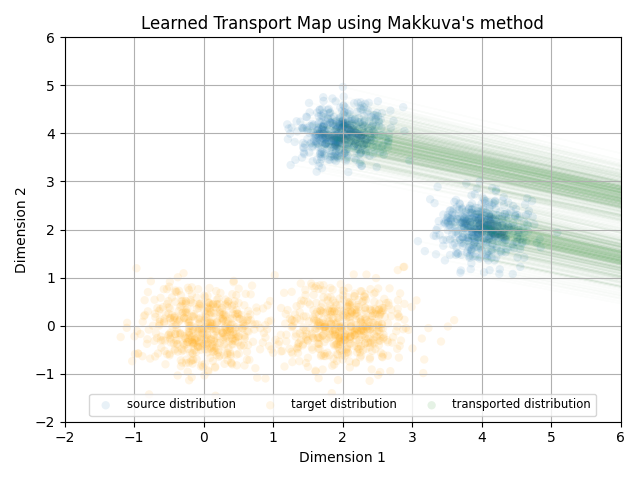 Learned Transport Map using Makkuva's method
6
5
4
3
2
1
0
−1
−2
Dimension 2
source distribution target distribution transported distribution
−2 −1 0 1 2 3 4 5 6
Dimension 1